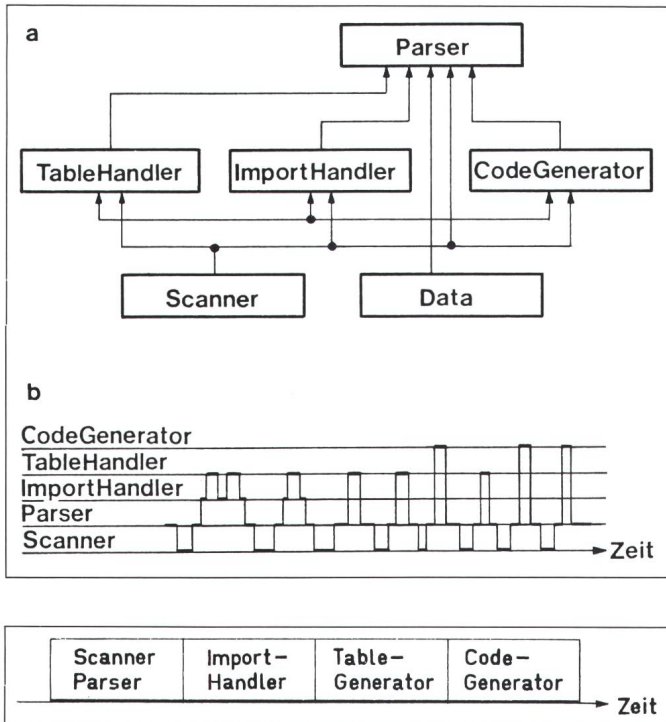 a
Parser
TableHandler ImportHandler CodeGenerator
Scanner Data
b
CodeGenerator
TableHandler
ImportHandler
Parser
Scanner
Zeit
Scanner Import- Table- Code-
Parser Handler Generator Generator
Zeit